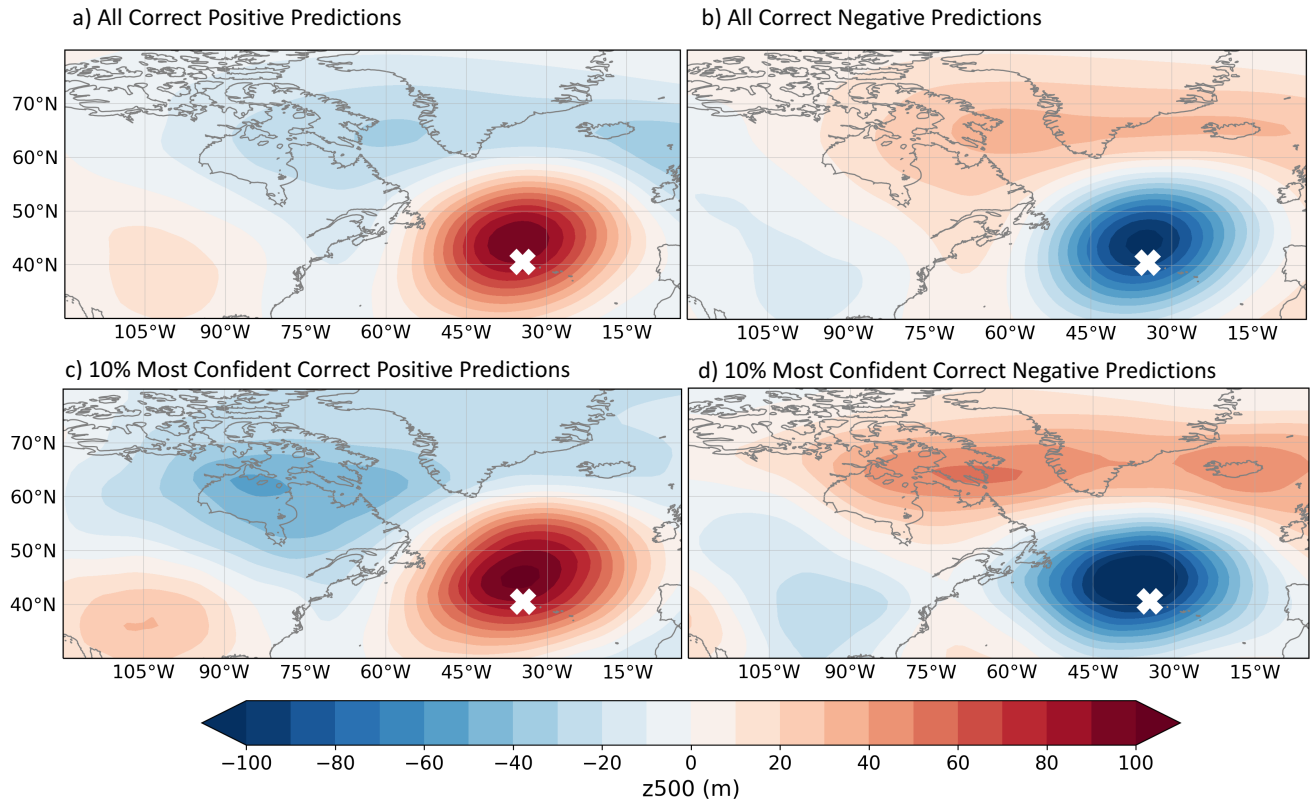 a) All Correct Positive Predictions
b) All Correct Negative Predictions
70°N
60°N
50°N
40°N
105°W 90°W 75°W 60°W 45°W 30°W 15°W
105°W 90°W 75°W 60°W 45°W 30°W 15°W
c) 10% Most Confident Correct Positive Predictions
d) 10% Most Confident Correct Negative Predictions
70°N
60°N
50°N
40°N
105°W 90°W 75°W 60°W 45°W 30°W 15°W
105°W 90°W 75°W 60°W 45°W 30°W 15°W
−100 −80 −60 −40 −20 0 20 40 60 80 100
z500 (m)